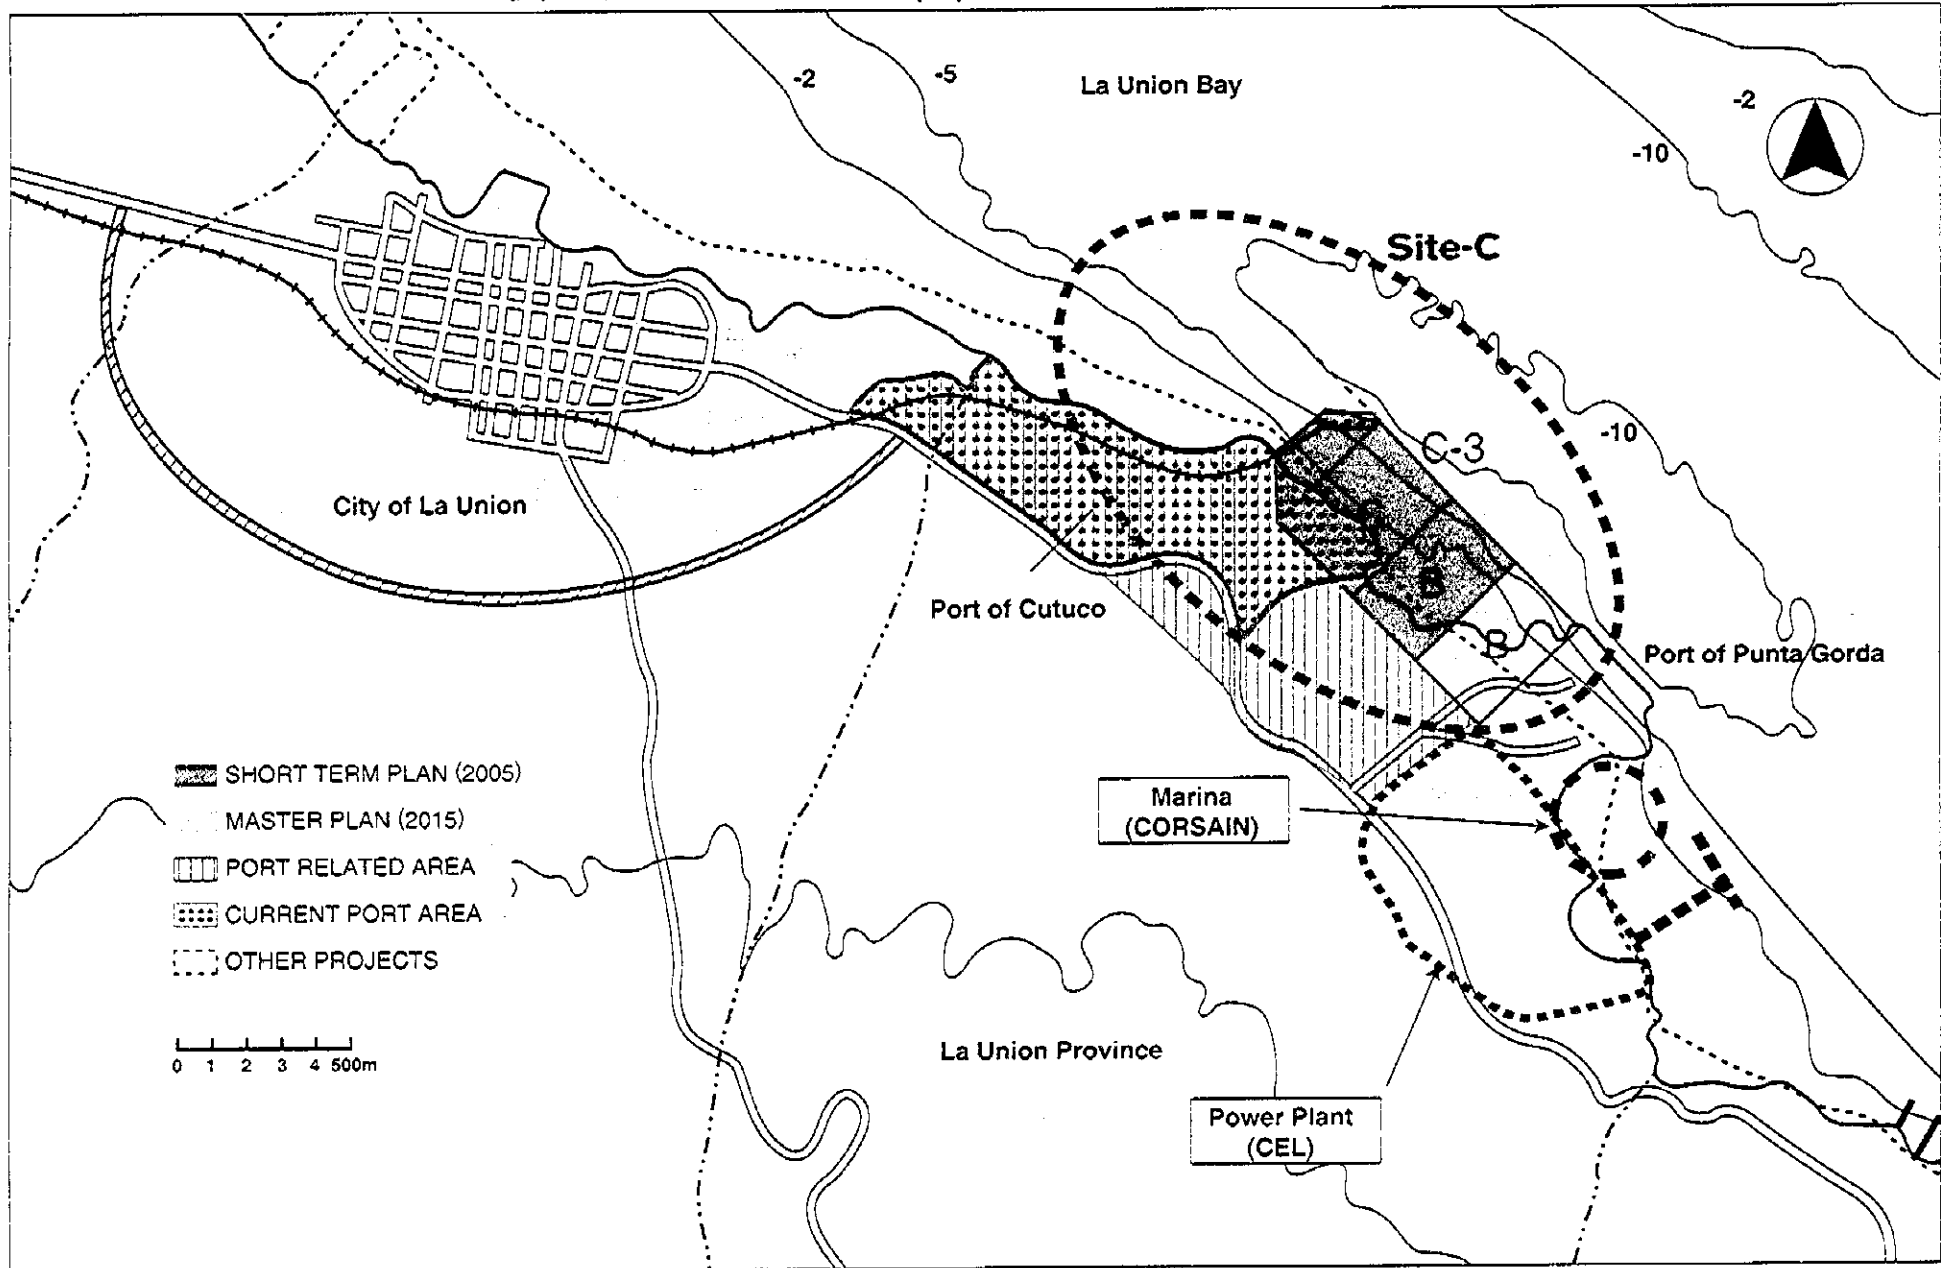 -2
-5
La Union Bay
-2
-10
Site-C
C-3
-10
City of La Union
B
Port of Cutuco
B
Port of Punta Gorda
SHORT TERM PLAN (2005)
MASTER PLAN (2015)
PORT RELATED AREA
CURRENT PORT AREA
OTHER PROJECTS
Marina
(CORSAIN)
0 1 2 3 4 500m
La Union Province
Power Plant
(CEL)